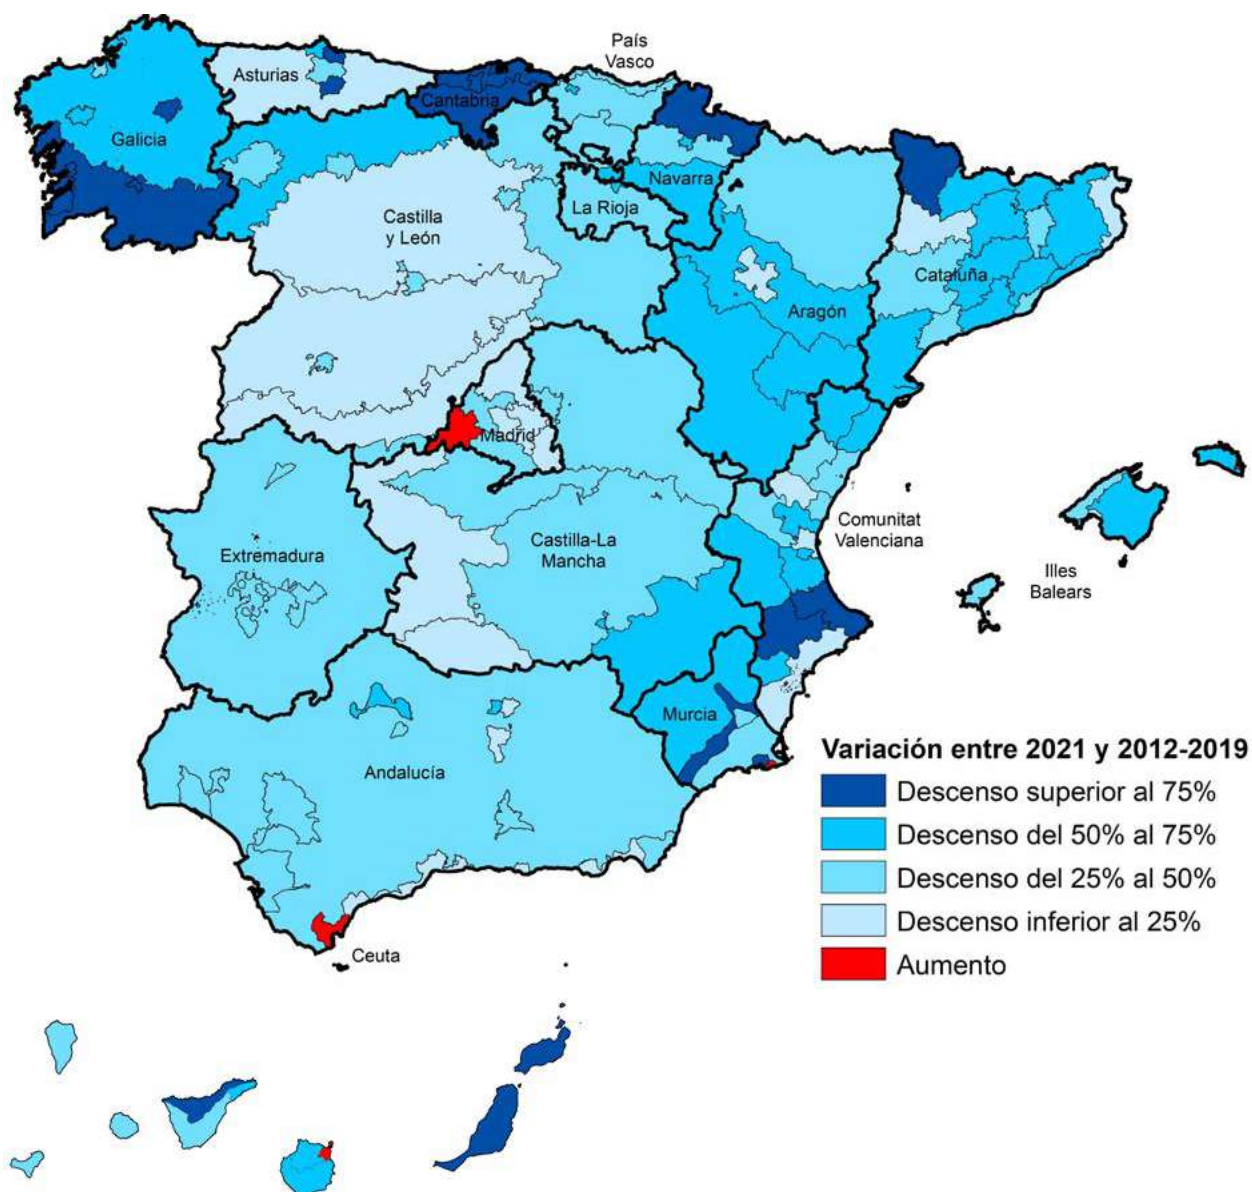 País
Vasco
Asturias
Cantabria
Galicia
Navarra
La Rioja
Castilla
y León
Cataluña
Aragón
Madrid
Comunitat
Valenciana
Castilla-La
Mancha
Extremadura
Illes
Balears
Murcia
Andalucía
Ceuta
Variación entre 2021 y 2012-2019
Descenso superior al 75%
Descenso del 50% al 75%
Descenso del 25% al 50%
Descenso inferior al 25%
Aumento